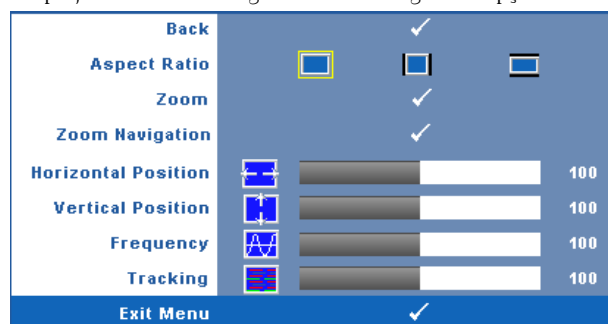 Back
Aspect Ratio
Zoom
Zoom Navigation
Horizontal Position 100
Vertical Position 100
Frequency 100
Tracking 100
Exit Menu